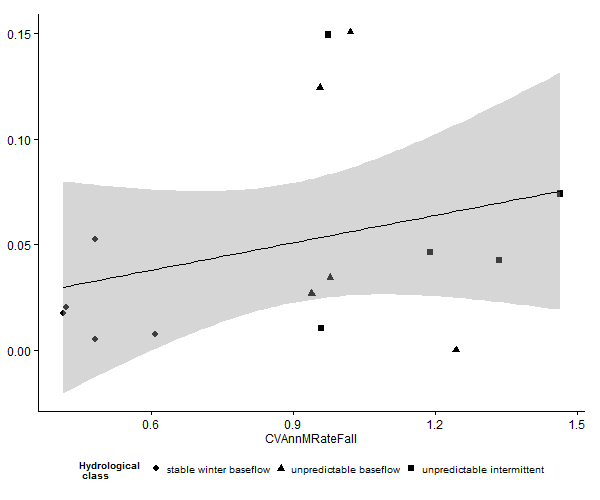 0.15
0.10
0.05
0.00
0.6 0.9 1.2 1.5
CVAnnMRateFall
Hydrological
class
stable winter baseflow unpredictable baseflow unpredictable intermittent